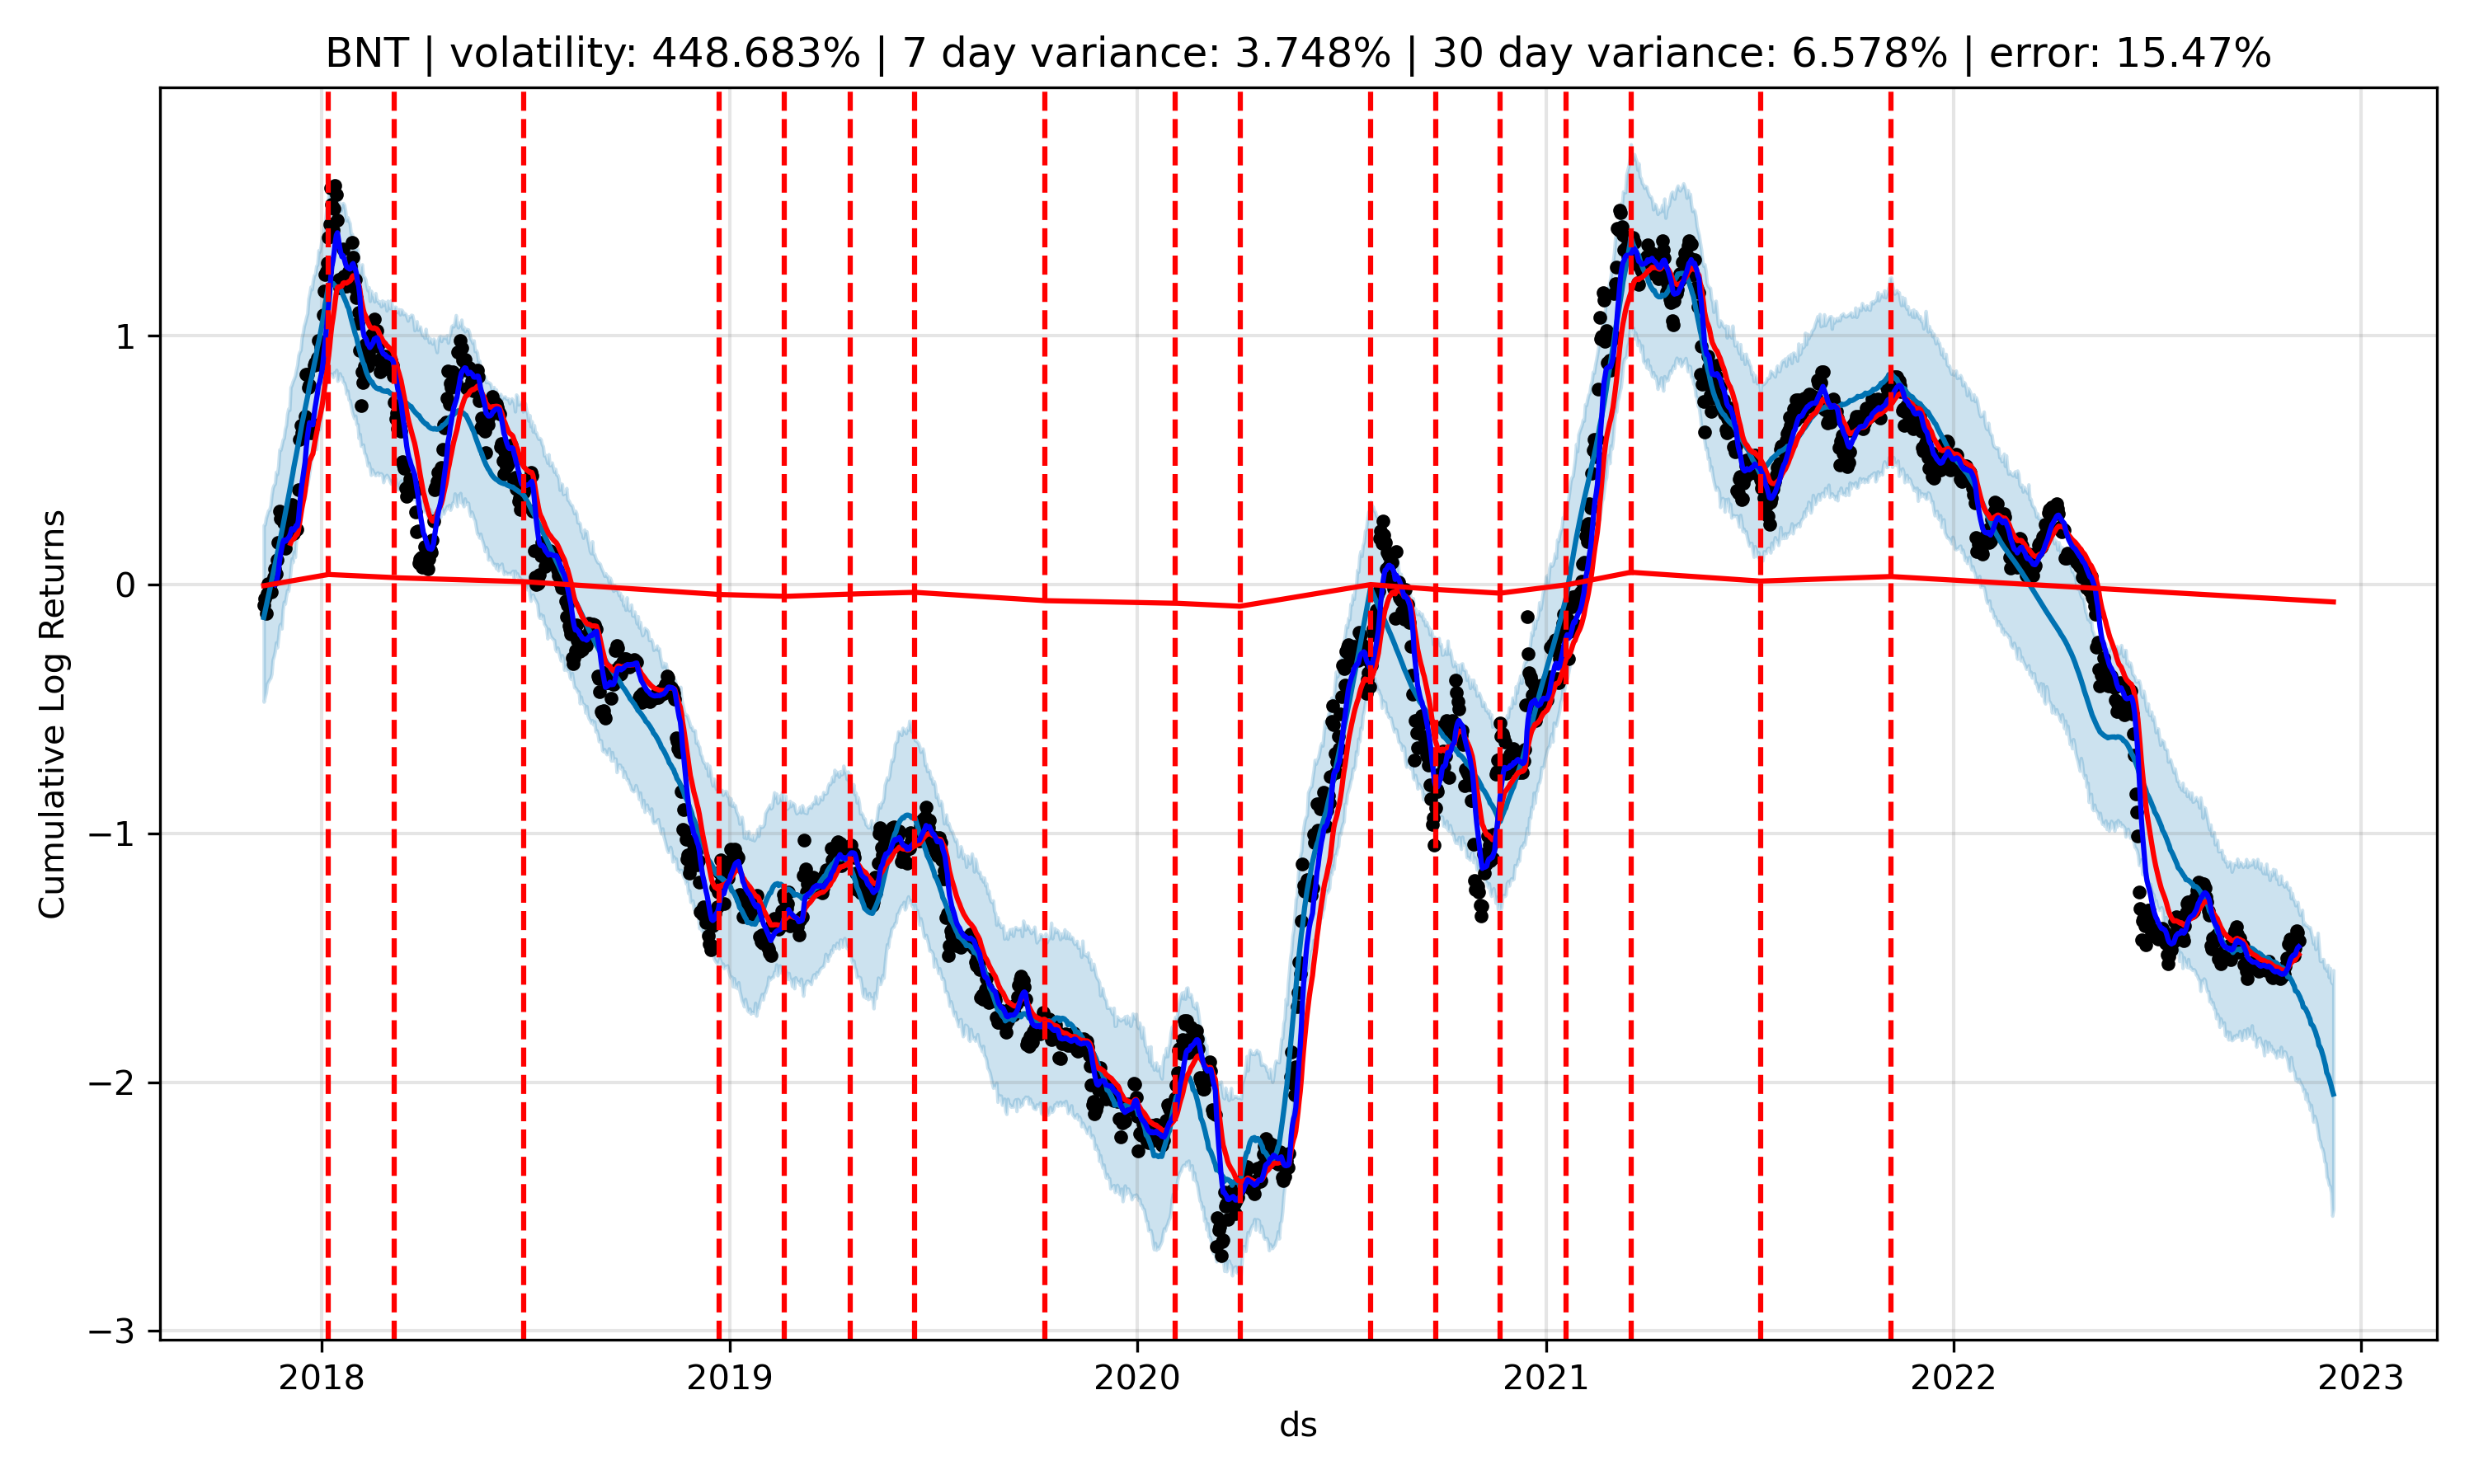 BNT | volatility: 448.683% | 7 day variance: 3.748% | 30 day variance: 6.578% | error: 15.47%
Cumulative Log Returns
1
0
−1
−2
−3
2018 2019 2020 2021 2022 2023
ds